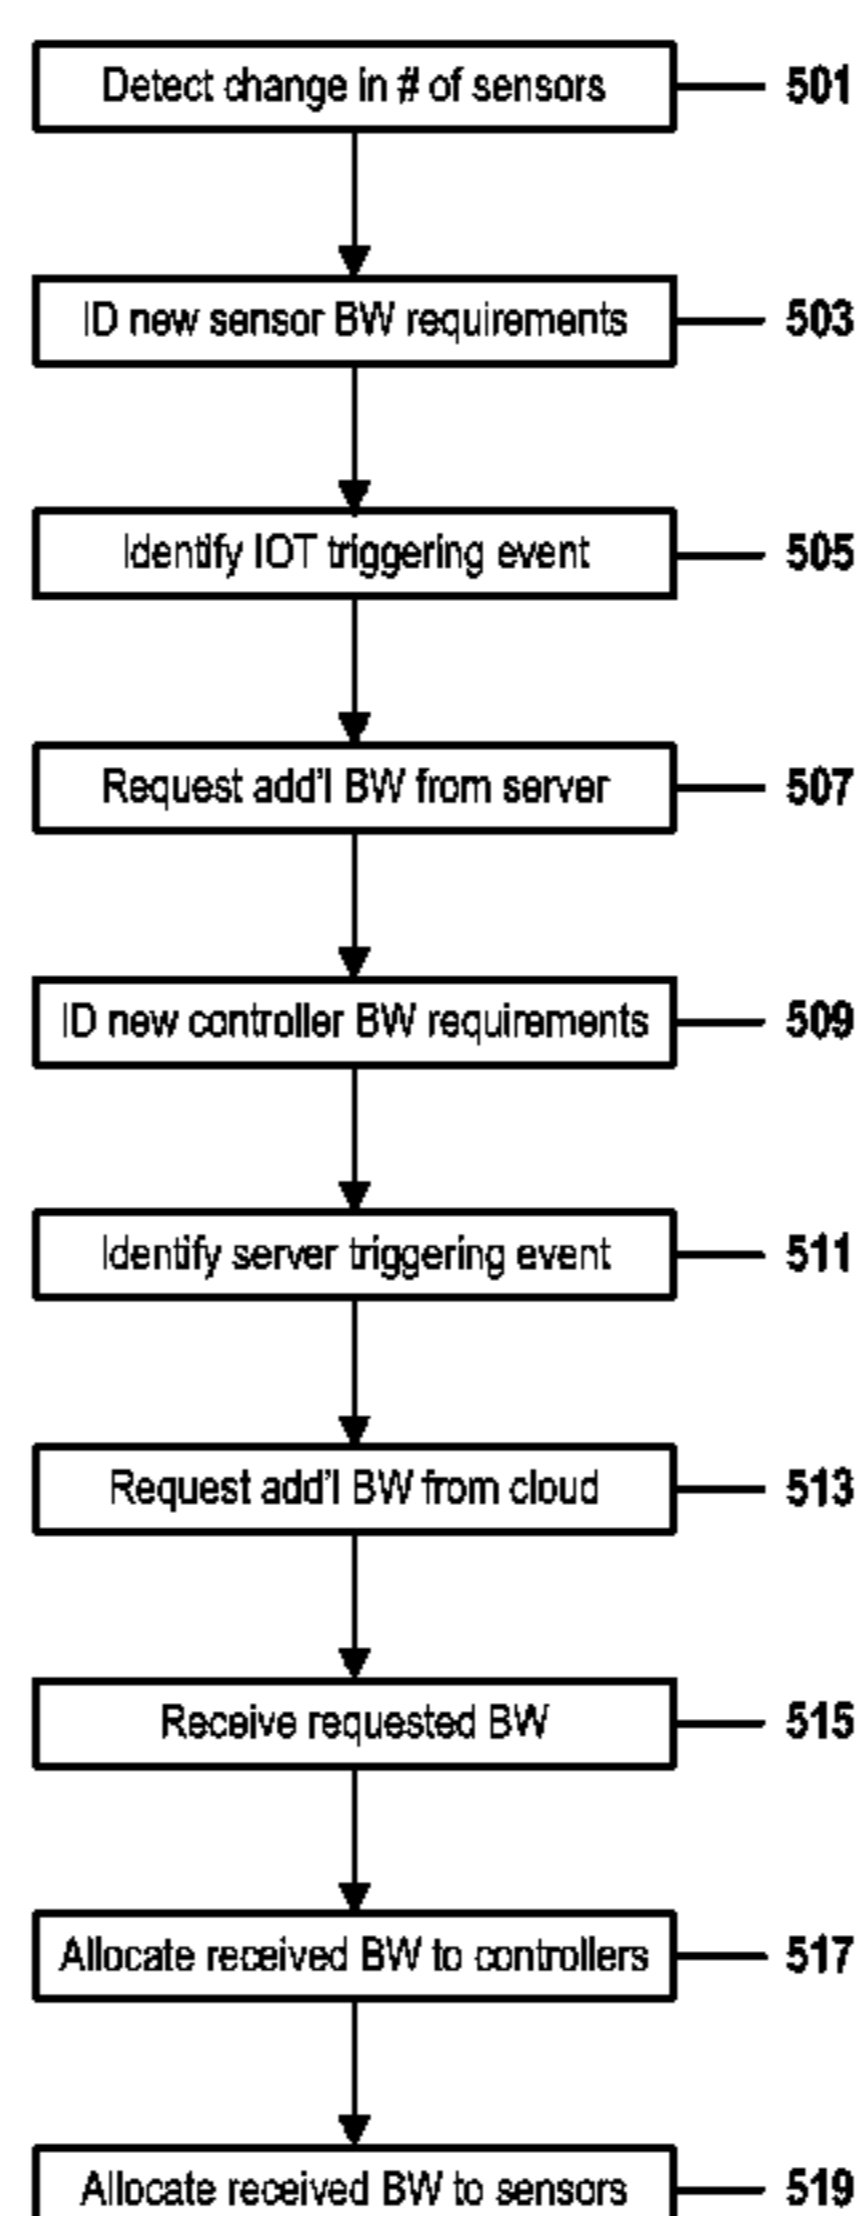 Detect change in # of sensors 501
ID new sensor BW requirements 503
Identify IOT triggering event 505
Request add'l BW from server 507
ID new controller BW requirements 509
Identify server triggering event 511
Request add'l BW from cloud 513
Receive requested BW 515
Allocate received BW to controllers 517
Allocate received BW to sensors 519